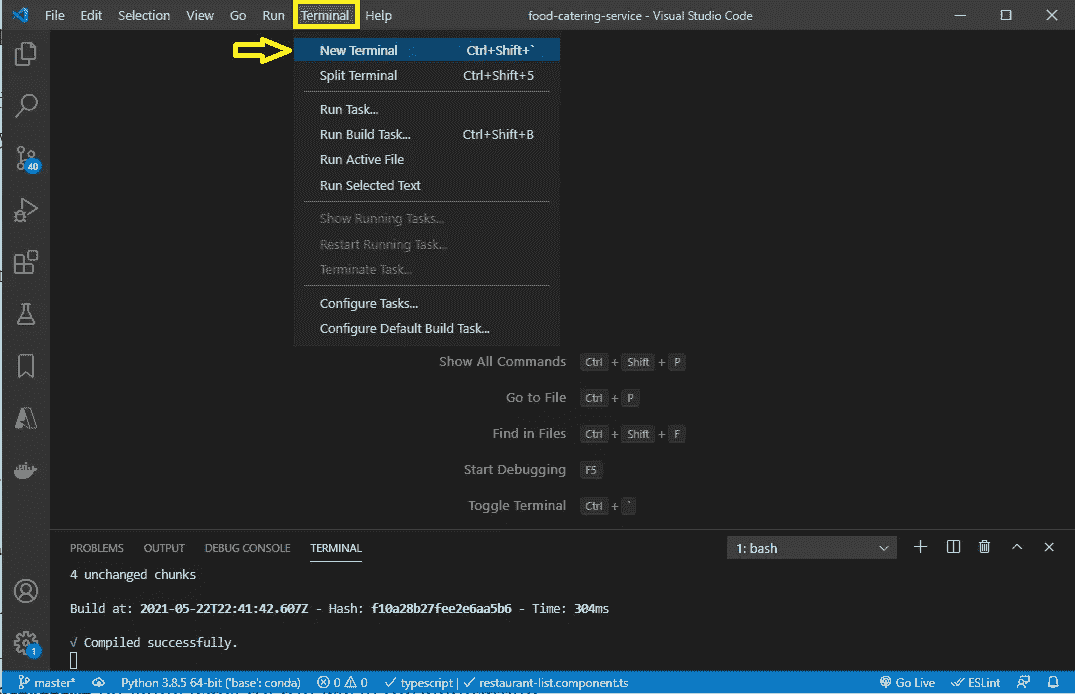 File Edit Selection View Go Run Terminal Help food-catering-service - Visual Studio Code
New Terminal Ctrl+Shift+`
Split Terminal Ctrl+Shift+5
Run Task...
Run Build Task... Ctrl+Shift+B
Run Active File
Run Selected Text
Show Running Tasks...
Restart Running Task...
Terminate Task...
Configure Tasks...
Configure Default Build Task...
40
Show All Commands Ctrl + Shift + P
Go to File Ctrl + P
Find in Files Ctrl + Shift + F
Start Debugging F5
Toggle Terminal Ctrl + `
PROBLEMS OUTPUT DEBUG CONSOLE TERMINAL 1: bash
4 unchanged chunks
Build at: 2021-05-22T22:41:42.607Z - Hash: f10a28b27fee2e6aa5b6 - Time: 304ms
√ Compiled successfully.
1
master* Python 3.8.5 64-bit ('base': conda) 0 0 typescript | restaurant-list.component.ts Go Live ESLint